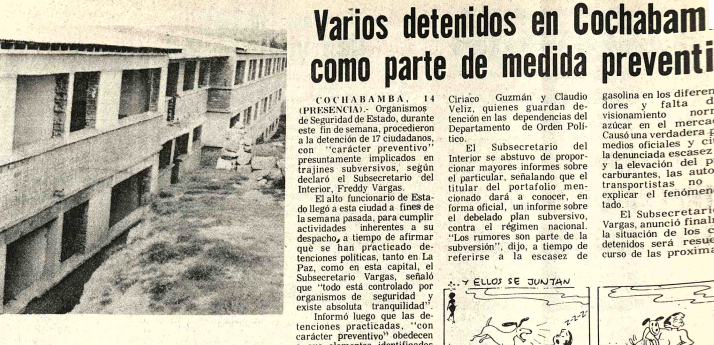 Varios detenidos en Cochabam
como parte de medida preventi
COCHABAMBA, 14
(PRESENCIA).- Organismos
de Seguridad de Estado, durante
este fin de semana, procedieron
a la detención de 17 ciudadanos,
con "carácter preventivo"
presuntamente implicados en
trajines subversivos, según
declaró el Subsecretario del
Interior, Freddy Vargas.
El alto funcionario de Esta-
do llegó a esta ciudad a fines de
la semana pasada, para cumplir
actividades inherentes a su
despacho, a tiempo de afirmar
que se han practicado de-
tenciones políticas, tanto en La
Paz, como en esta capital, el
Subsecretario Vargas, señaló
que "todo está controlado por
organismos de seguridad y
existe absoluta tranquilidad".
Informó luego que las de-
tenciones practicadas, "con
carácter preventivo" obedecen
Ciriaco Guzmán y Claudio
Veliz, quienes guardan de-
tención en las dependencias del
Departamento de Orden Polí-
tico.
El Subsecretario del
Interior se abstuvo de propor-
cionar mayores informes sobre
el particular, señalando que el
titular del portafolio men-
cionado dará a conocer, en
forma oficial, un informe sobre
el debelado plan subversivo,
contra el régimen nacional.
"Los rumores son parte de la
subversión", dijo, a tiempo de
referirse a la escasez de
gasolina en los diferen
dores y falta d
visionamiento norm
azúcar en el merca
Causó una verdadera p
medios oficiales y ci
la denunciada escasez
y la elevación del p
carburantes, las auto
transportistas no
explicar el fenómen
tado.
El Subsecretari
Vargas, anunció final
la situación de los c
detenidos será resue
curso de las proxima
...Y ELLOS SE JUNTAN